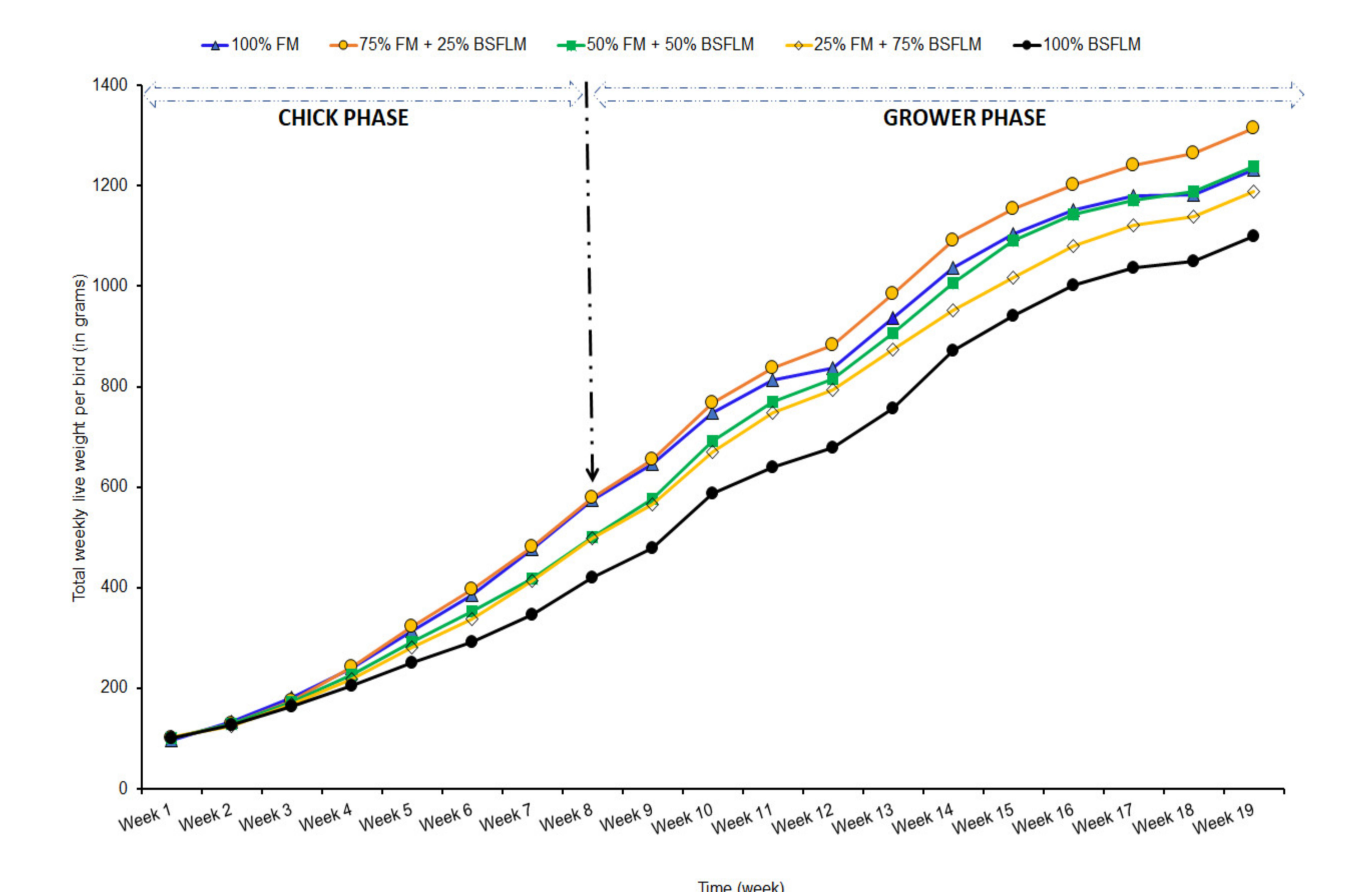 100% FM 75% FM + 25% BSFLM 50% FM + 50% BSFLM 25% FM + 75% BSFLM 100% BSFLM
CHICK PHASE GROWER PHASE
Total weekly live weight per bird (in grams)
1400
1200
1000
800
600
400
200
0
Week 1 Week 2 Week 3 Week 4 Week 5 Week 6 Week 7 Week 8 Week 9 Week 10 Week 11 Week 12 Week 13 Week 14 Week 15 Week 16 Week 17 Week 18 Week 19
Time (week)